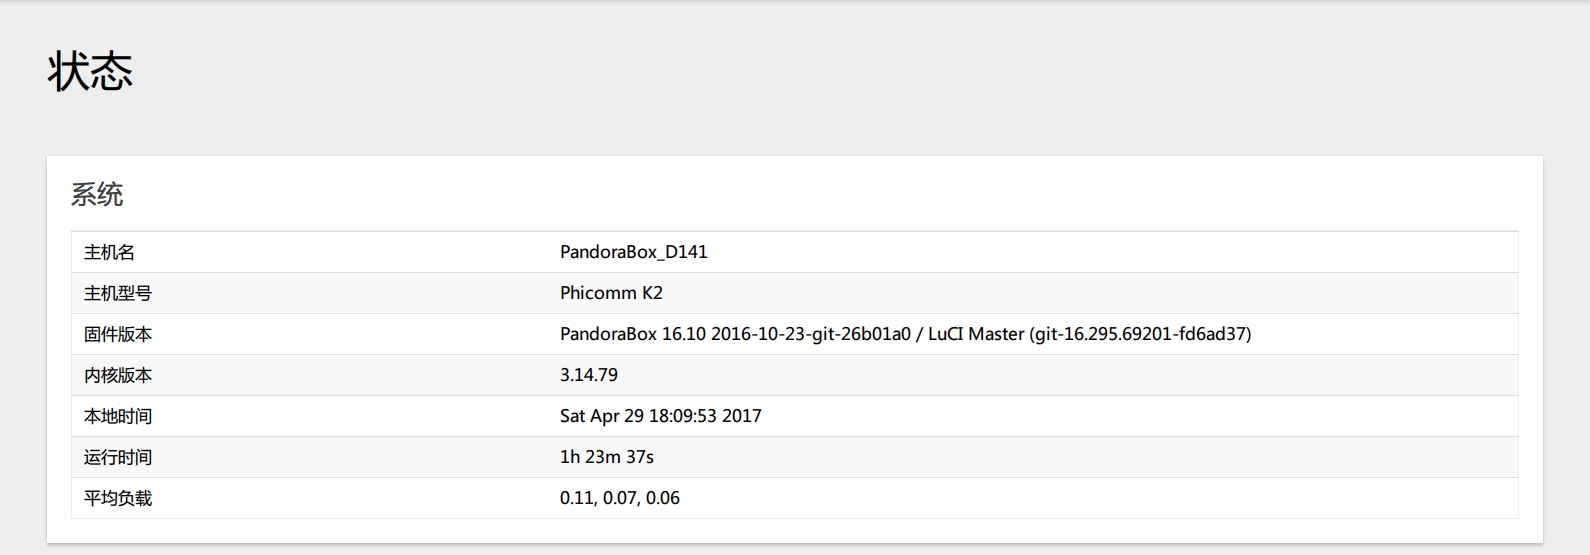 状态
系统
主机名 PandoraBox_D141
主机型号 Phicomm K2
固件版本 PandoraBox 16.10 2016-10-23-git-26b01a0 / LuCI Master (git-16.295.69201-fd6ad37)
内核版本 3.14.79
本地时间 Sat Apr 29 18:09:53 2017
运行时间 1h 23m 37s
平均负载 0.11, 0.07, 0.06